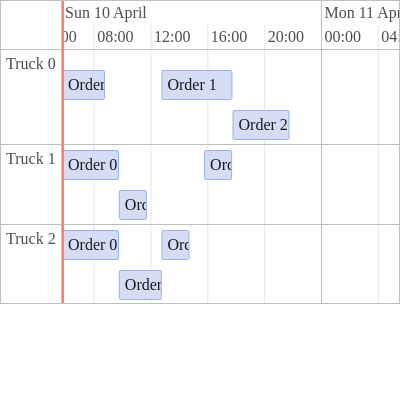 Sun 10 April Mon 11 Apr
00 08:00 12:00 16:00 20:00 00:00 04:
Truck 0
Order Order 1
Order 2
Truck 1
Order 0 Ord
Ord
Truck 2
Order 0 Ord
Order